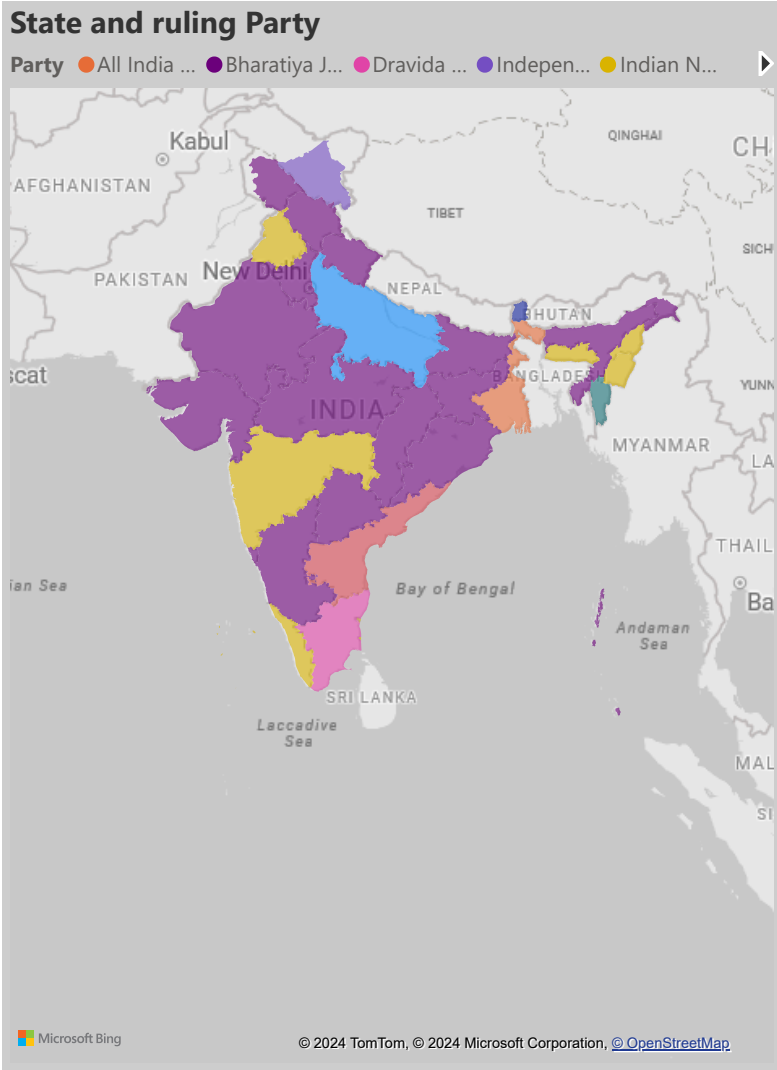 State and ruling Party
Party All India ... Bharatiya J... Dravida ... Indepen... Indian N...
QINGHAI
Kabul
CH
AFGHANISTAN
TIBET
SICH
New Delhi
PAKISTAN
NEPAL
BHUTAN
scat
BANGLADESH
YUNN
INDIA
MYANMAR
LA
THAIL
ian Sea
Bay of Bengal
Ba
Andaman
Sea
SRI LANKA
Laccadive
Sea
MAL
SI
Microsoft Bing
© 2024 TomTom, © 2024 Microsoft Corporation, © OpenStreetMap